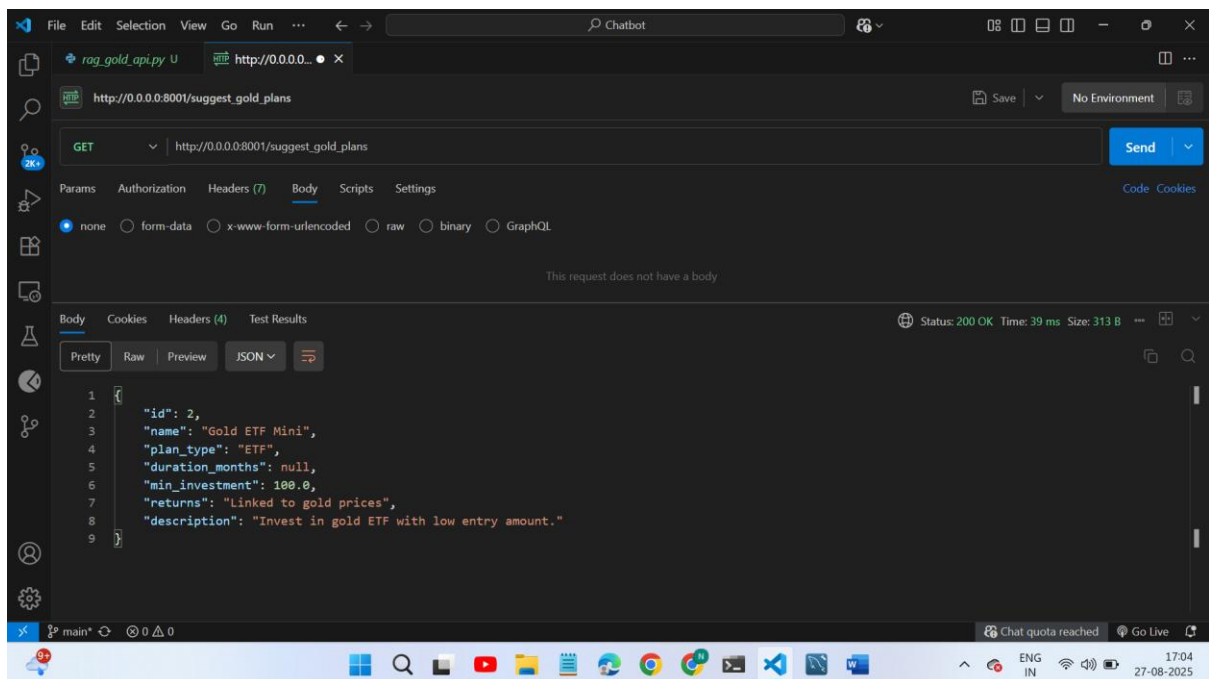 File Edit Selection View Go Run ... Chatbot
rag_gold_api.py U http://0.0.0.0...
http://0.0.0.0:8001/suggest_gold_plans Save No Environment
GET http://0.0.0.0:8001/suggest_gold_plans Send
2K+
Params Authorization Headers (7) Body Scripts Settings Code Cookies
none form-data x-www-form-urlencoded raw binary GraphQL
This request does not have a body
Body Cookies Headers (4) Test Results Status: 200 OK Time: 39 ms Size: 313 B
Pretty Raw Preview JSON
1 {
2 "id": 2,
3 "name": "Gold ETF Mini",
4 "plan_type": "ETF",
5 "duration_months": null,
6 "min_investment": 100.0,
7 "returns": "Linked to gold prices",
8 "description": "Invest in gold ETF with low entry amount."
9 }
main* 0 0 Chat quota reached Go Live
9+ ENG 17:04
IN 27-08-2025